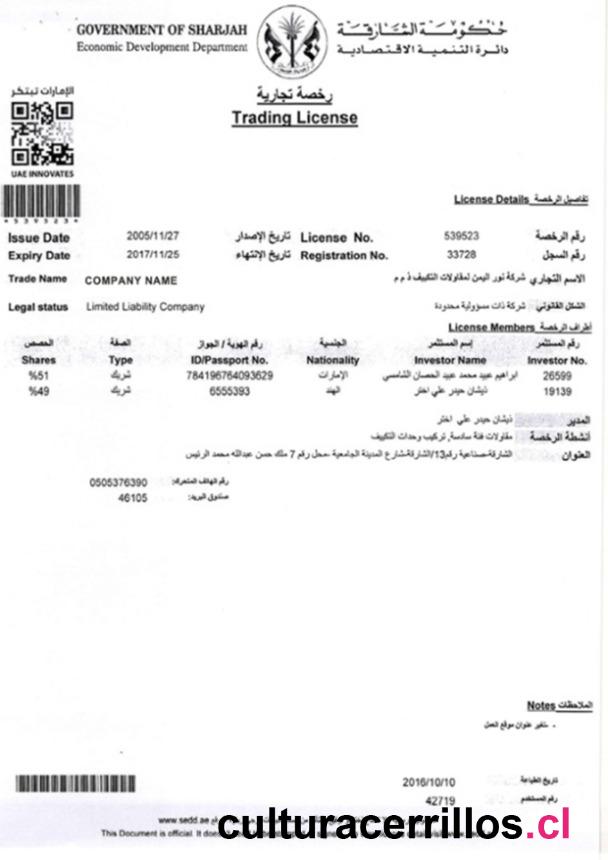 GOVERNMENT OF SHARJAH حكومة الشارقة
Economic Development Department دائرة التنمية الاقتصادية
رخصة تجارية
Trading License
الإمارات تبتكر
UAE INNOVATES
*539523*
License Details تفاصيل الرخصة
Issue Date 2005/11/27 تاريخ الإصدار License No. 539523 رقم الرخصة
Expiry Date 2017/11/25 تاريخ الإنتهاء Registration No. 33728 رقم السجل
Trade Name COMPANY NAME شركة نور اليمن لمقاولات التكييف ذ م م الاسم التجاري
Legal status Limited Liability Company شركة ذات مسؤولية محدودة الشكل القانوني
License Members أطراف الرخصة
الحصص الصفة رقم الهوية / الجواز الجنسية إسم المستثمر رقم المستثمر
Shares Type ID/Passport No. Nationality Investor Name Investor No.
%51 شريك 784196764093629 الإمارات ابراهيم عبيد محمد عبيد الحصان الشامسي 26599
%49 شريك 6555393 الهند ذيشان حيدر علي اختر 19139
المدير ذيشان حيدر علي اختر
أنشطة الرخصة مقاولات فئة سادسة, تركيب وحدات التكييف
العنوان الشارقة-صناعية رقم13/الشارقة-شارع المدينة الجامعية -محل رقم 7 ملك حسن عبدالله محمد الرئيس
رقم الهاتف المتحرك: 0505376390
صندوق البريد: 46105
Notes الملاحظات
- تغير عنوان موقع العمل
تاريخ الطباعة 2016/10/10
رقم المستخدم 42719
www.sedd.ae
This Document is official. It
culturacerrillos.cl